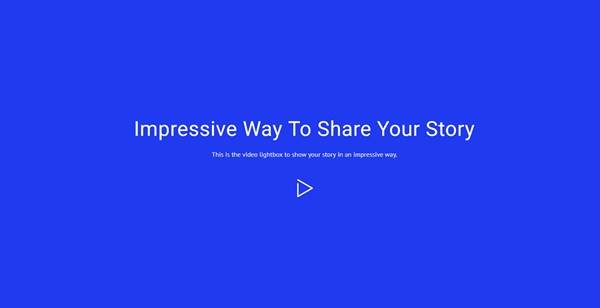 Impressive Way To Share Your Story
This is the video lightbox to show your story in an impressive way.